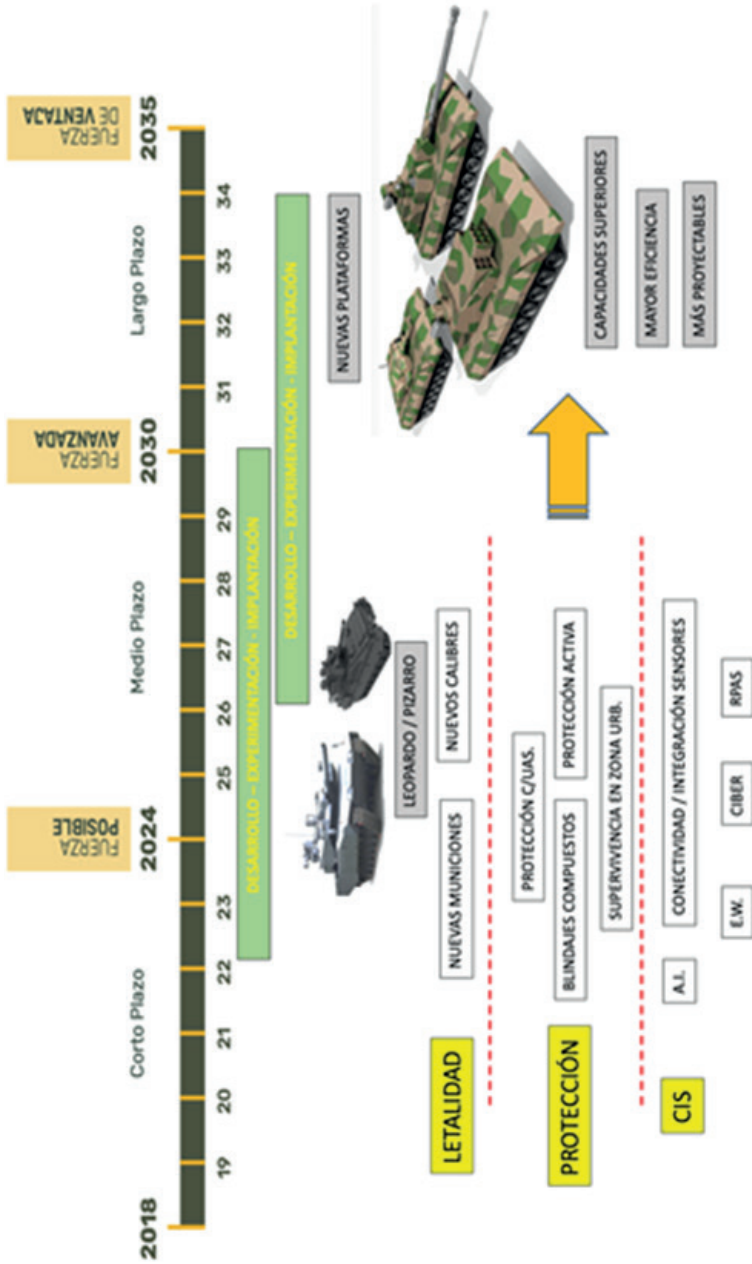 FUERZA
POSIBLE
FUERZA
AVANZADA
FUERZA
DE VENTAJA
2018
2024
2030
2035
Corto Plazo
Medio Plazo
Largo Plazo
19
20
21
22
23
25
26
27
28
29
31
32
33
34
DESARROLLO – EXPERIMENTACIÓN - IMPLANTACIÓN
DESARROLLO – EXPERIMENTACIÓN - IMPLANTACIÓN
NUEVAS PLATAFORMAS
LEOPARDO / PIZARRO
LETALIDAD
NUEVAS MUNICIONES
NUEVOS CALIBRES
PROTECCIÓN
PROTECCIÓN C/UAS.
BLINDAJES COMPUESTOS
PROTECCIÓN ACTIVA
SUPERVIVENCIA EN ZONA URB.
CIS
A.I.
CONECTIVIDAD / INTEGRACIÓN SENSORES
E.W.
CIBER
RPAS
CAPACIDADES SUPERIORES
MAYOR EFICIENCIA
MÁS PROYECTABLES